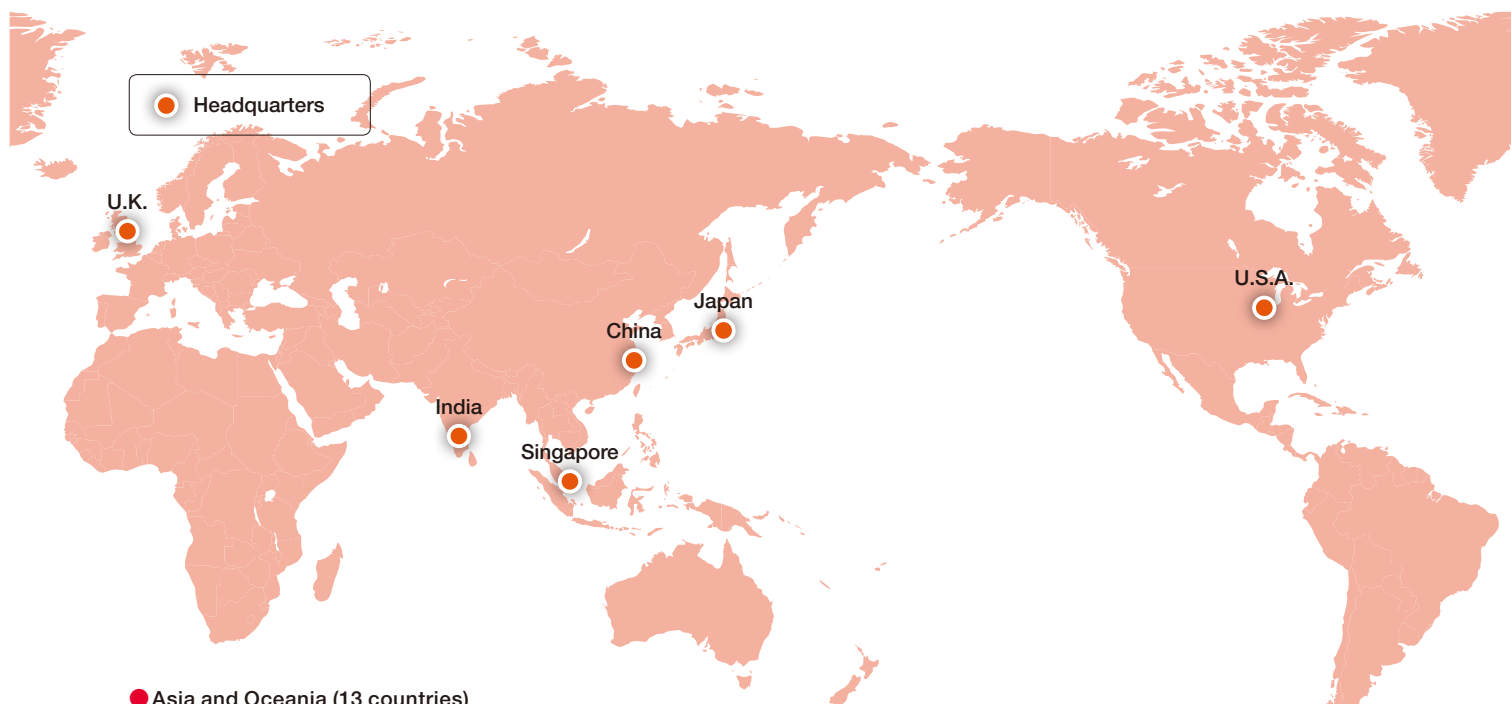 Headquarters
U.K.
U.S.A.
Japan
China
India
Singapore
Asia and Oceania (13 countries)